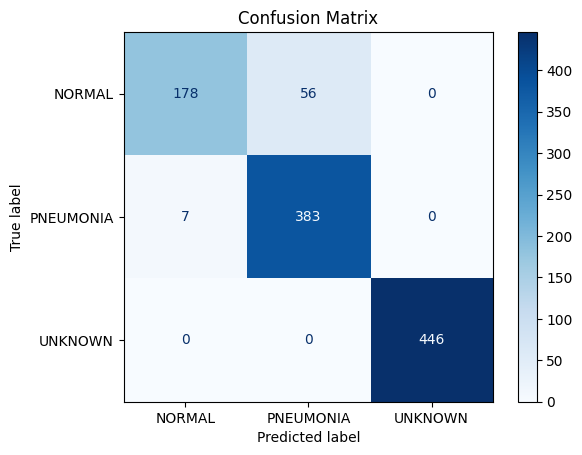 Confusion Matrix
NORMAL 178 56 0
PNEUMONIA 7 383 0
UNKNOWN 0 0 446
NORMAL PNEUMONIA UNKNOWN
Predicted label
True label
400
350
300
250
200
150
100
50
0